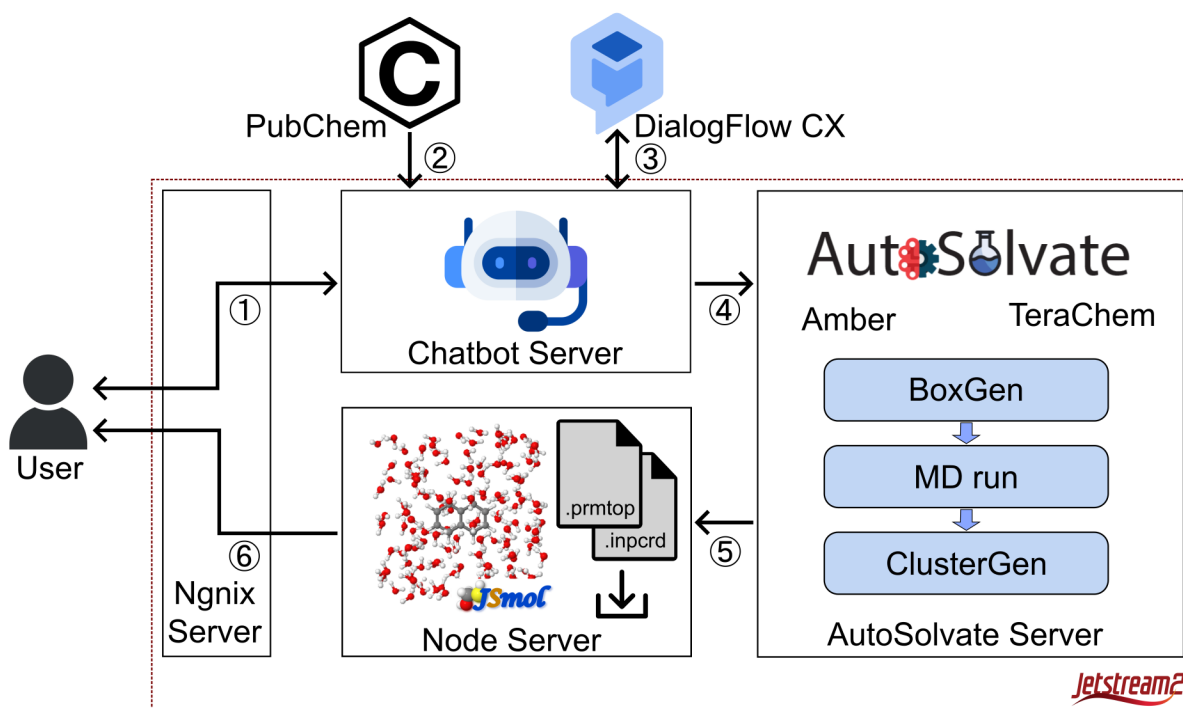 C
PubChem
DialogFlow CX
②
③
①
Chatbot Server
④
AutoSolvate
Amber
TeraChem
BoxGen
MD run
ClusterGen
AutoSolvate Server
User
.prmtop
.inpcrd
JSmol
Node Server
⑤
⑥
Ngnix
Server
Jetstream2